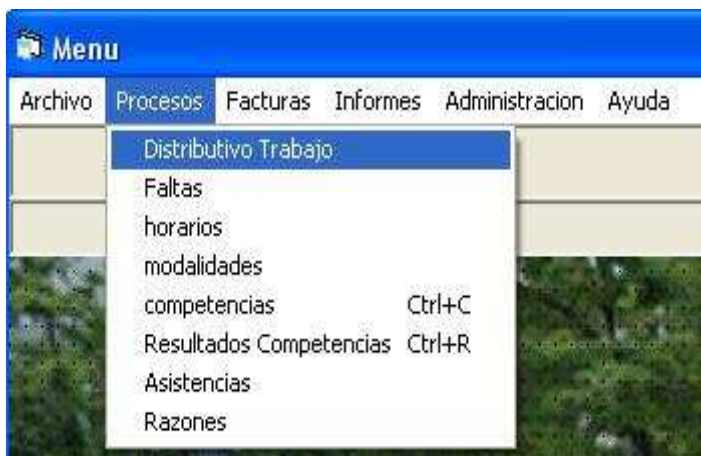 Menu
Archivo Procesos Facturas Informes Administracion Ayuda
Distributivo Trabajo
Faltas
horarios
modalidades
competencias Ctrl+C
Resultados Competencias Ctrl+R
Asistencias
Razones